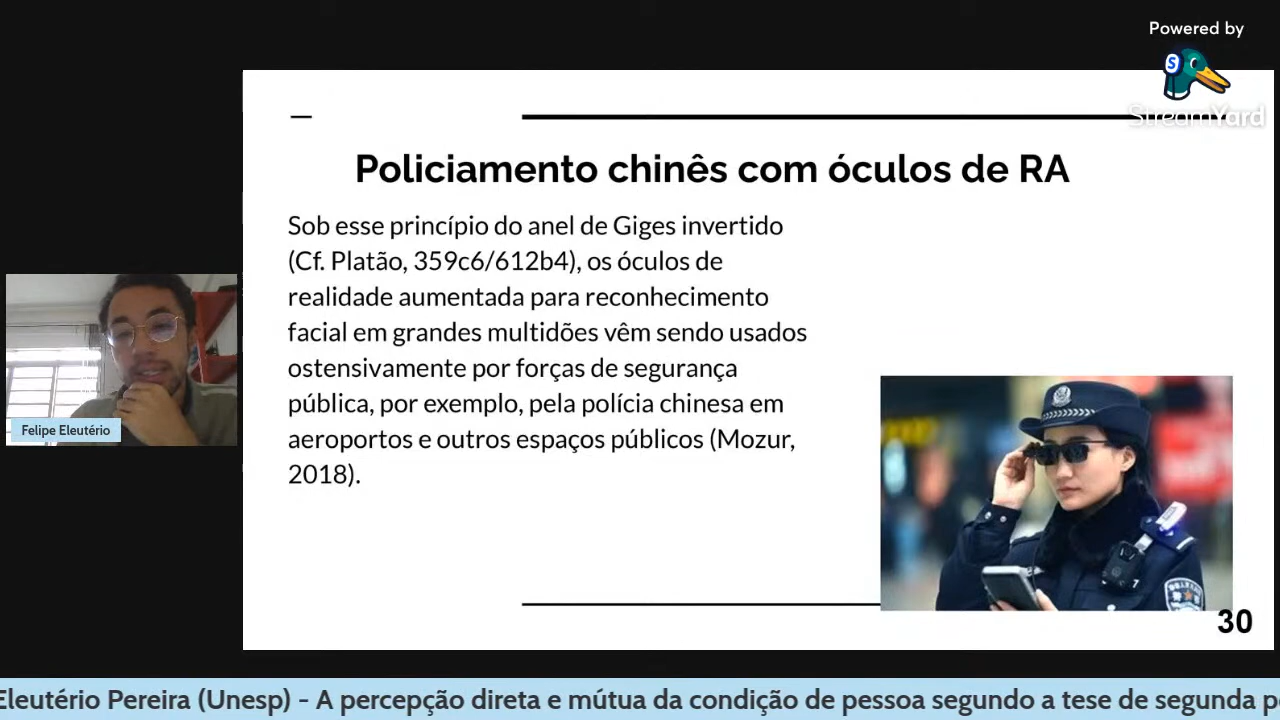 Powered by
StreamYard
Policiamento chinês com óculos de RA
Sob esse princípio do anel de Giges invertido
(Cf. Platão, 359c6/612b4), os óculos de
realidade aumentada para reconhecimento
facial em grandes multidões vêm sendo usados
ostensivamente por forças de segurança
pública, por exemplo, pela polícia chinesa em
aeroportos e outros espaços públicos (Mozur,
2018).
Felipe Eleutério
30
Eleutério Pereira (Unesp) - A percepção direta e mútua da condição de pessoa segundo a tese de segunda p